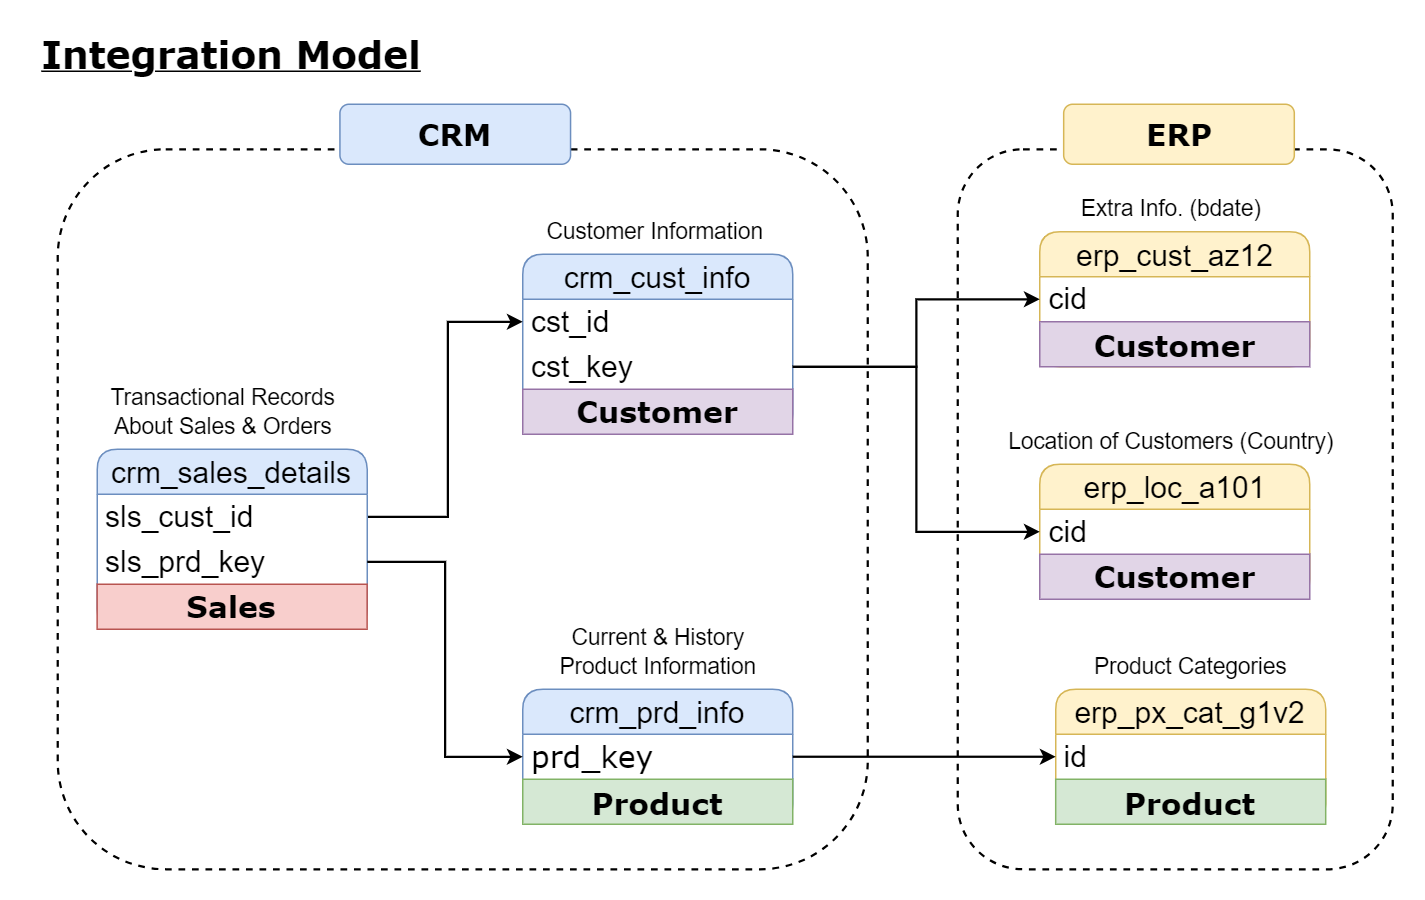 Integration Model
CRM
ERP
Customer Information
crm_cust_info
cst_id
cst_key
Customer
Transactional Records
About Sales & Orders
crm_sales_details
sls_cust_id
sls_prd_key
Sales
Current & History
Product Information
crm_prd_info
prd_key
Product
Extra Info. (bdate)
erp_cust_az12
cid
Customer
Location of Customers (Country)
erp_loc_a101
cid
Customer
Product Categories
erp_px_cat_g1v2
id
Product